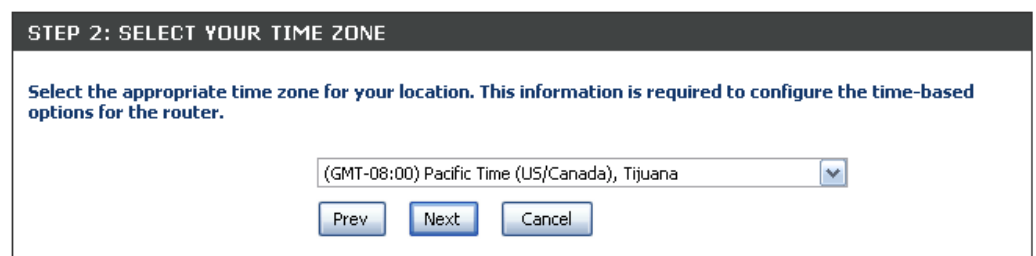 STEP 2: SELECT YOUR TIME ZONE
Select the appropriate time zone for your location. This information is required to configure the time-based
options for the router.
(GMT-08:00) Pacific Time (US/Canada), Tijuana
Prev Next Cancel